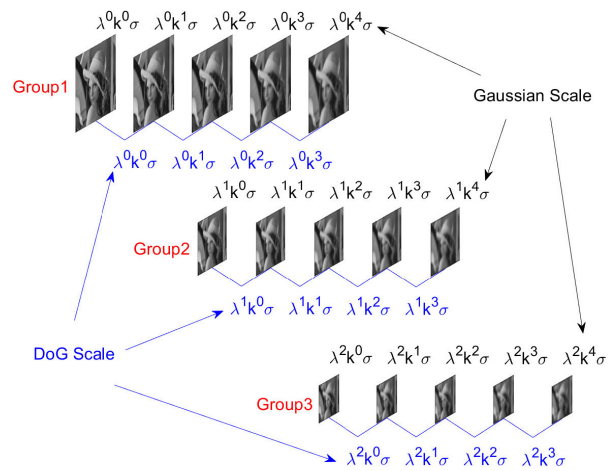 λ⁰k⁰σ λ⁰k¹σ λ⁰k²σ λ⁰k³σ λ⁰k⁴σ
Group1
Gaussian Scale
λ⁰k⁰σ λ⁰k¹σ λ⁰k²σ λ⁰k³σ
λ¹k⁰σ λ¹k¹σ λ¹k²σ λ¹k³σ λ¹k⁴σ
Group2
λ¹k⁰σ λ¹k¹σ λ¹k²σ λ¹k³σ
DoG Scale
λ²k⁰σ λ²k¹σ λ²k²σ λ²k³σ λ²k⁴σ
Group3
λ²k⁰σ λ²k¹σ λ²k²σ λ²k³σ